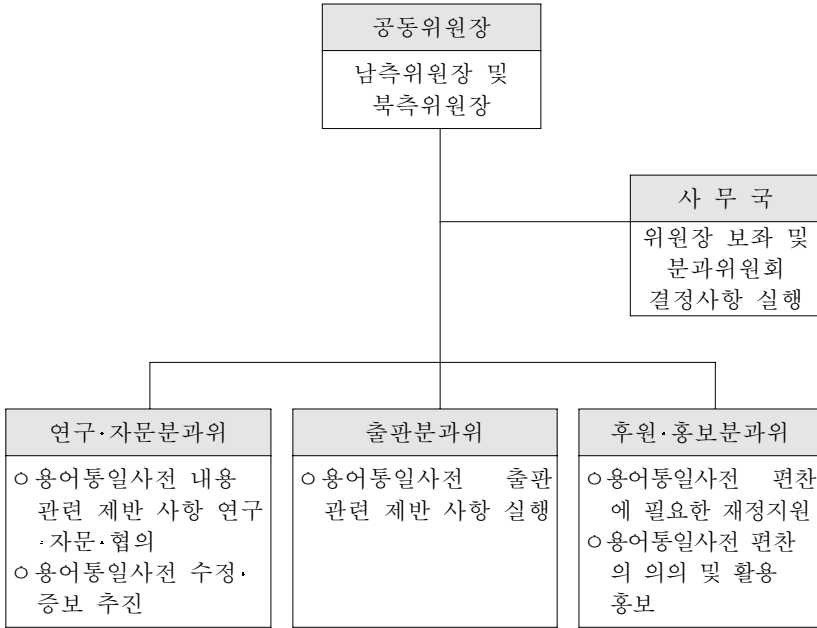 공동위원장
남측위원장 및
북측위원장
사 무 국
위원장 보좌 및
분과위원회
결정사항 실행
연구·자문분과위
○용어통일사전 내용
관련 제반 사항 연구
·자문·협의
○용어통일사전 수정·
증보 추진
출판분과위
○용어통일사전 출판
관련 제반 사항 실행
후원·홍보분과위
○용어통일사전 편찬
에 필요한 재정지원
○용어통일사전 편찬
의 의의 및 활용
홍보